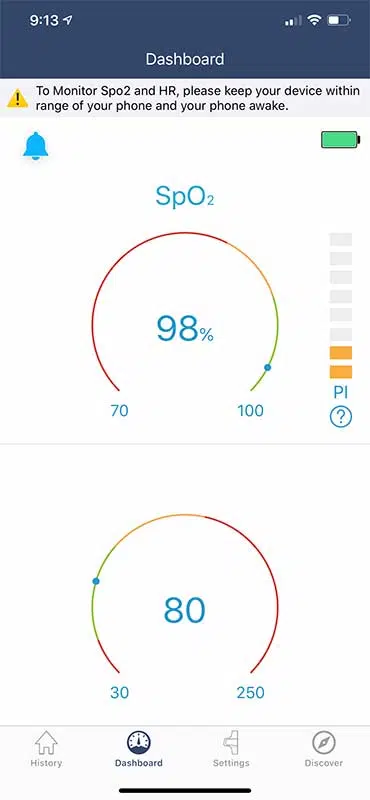 9:13
Dashboard
To Monitor Spo2 and HR, please keep your device within
range of your phone and your phone awake.
SpO₂
98%
70
100
PI
?
80
30
250
History
Dashboard
Settings
Discover